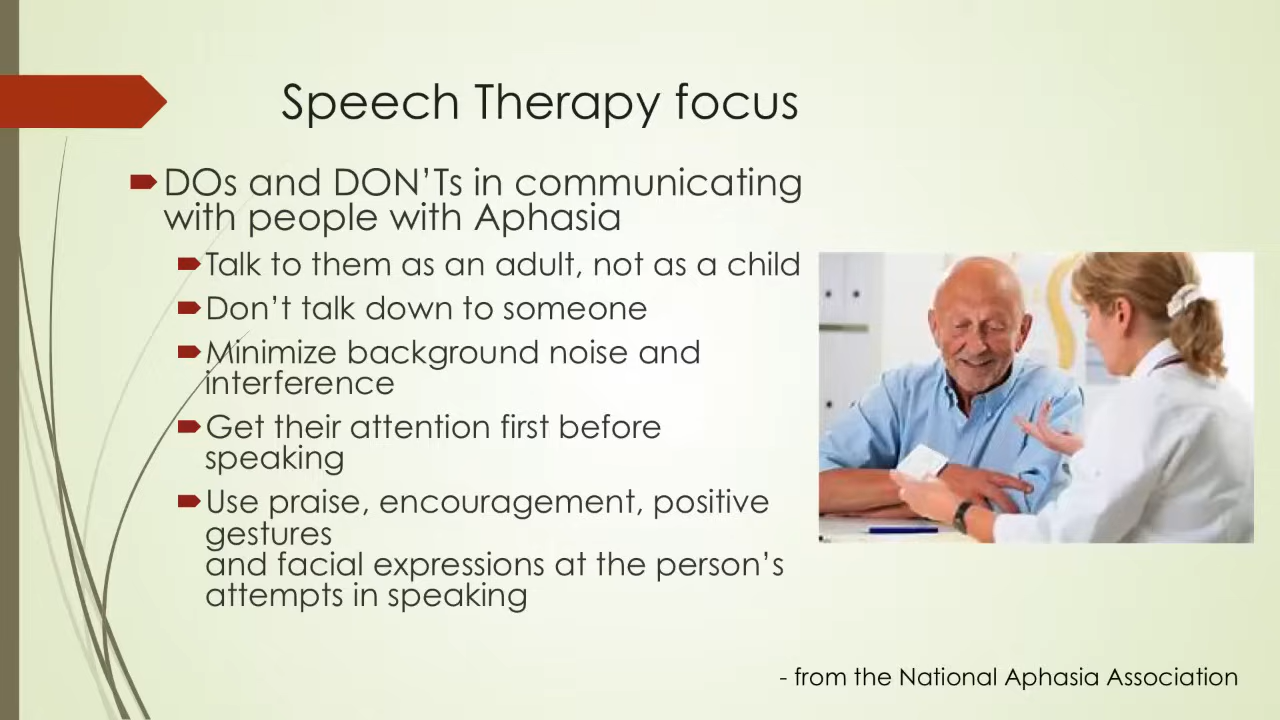 Speech Therapy focus
DOs and DON'Ts in communicating
with people with Aphasia
Talk to them as an adult, not as a child
Don't talk down to someone
Minimize background noise and
interference
Get their attention first before
speaking
Use praise, encouragement, positive
gestures
and facial expressions at the person's
attempts in speaking
- from the National Aphasia Association